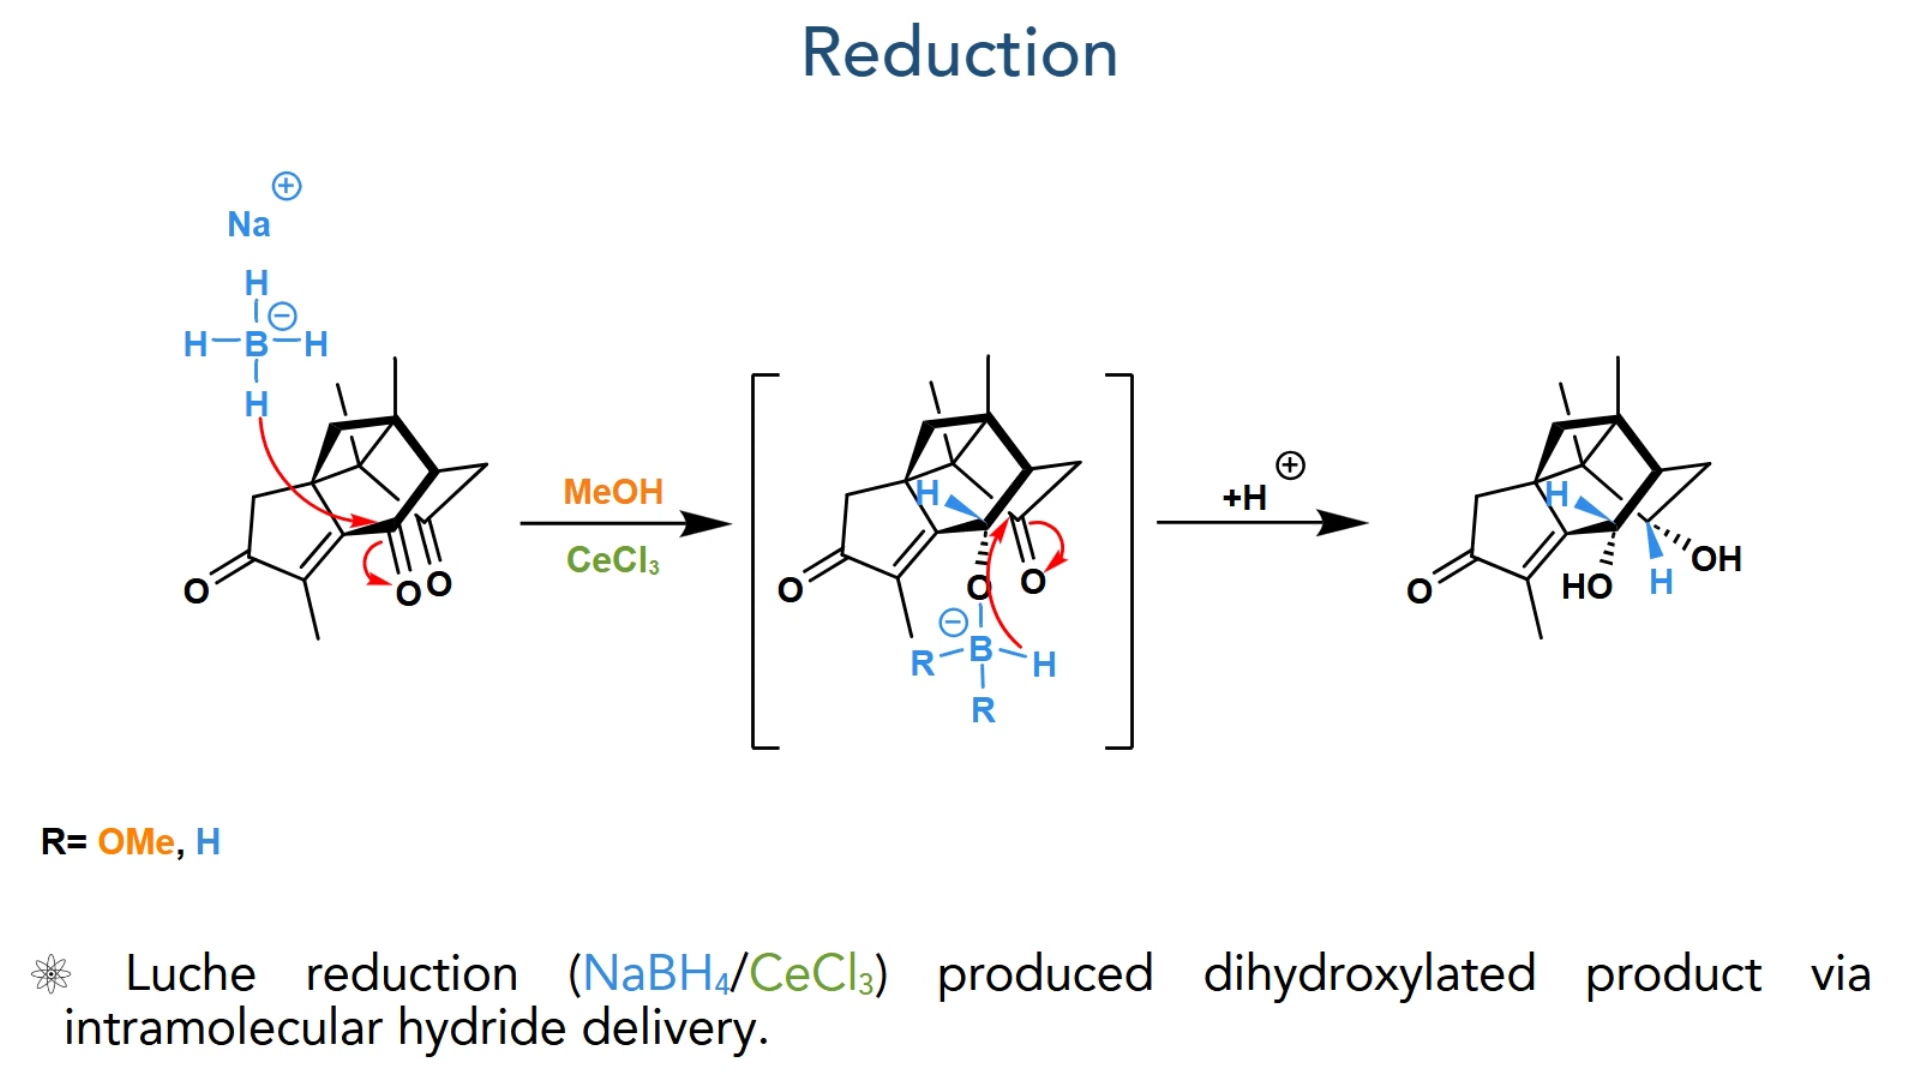 Reduction
⊕
Na
H
⊖
H B H
H
O
O O
MeOH
CeCl₃
H
O
O O
⊖
R B H
R
⊕
+H
H
O
HO H OH
R= OMe, H
Luche reduction (NaBH₄/CeCl₃) produced dihydroxylated product via
intramolecular hydride delivery.